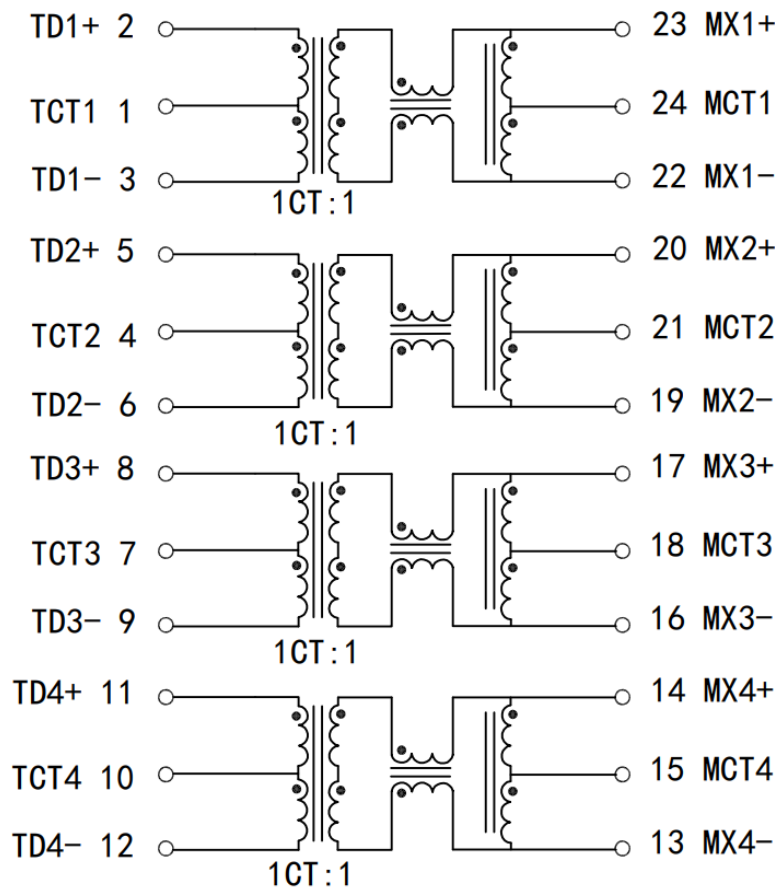 TD1+ 2 23 MX1+
TCT1 1 24 MCT1
TD1- 3 22 MX1-
1CT:1
TD2+ 5 20 MX2+
TCT2 4 21 MCT2
TD2- 6 19 MX2-
1CT:1
TD3+ 8 17 MX3+
TCT3 7 18 MCT3
TD3- 9 16 MX3-
1CT:1
TD4+ 11 14 MX4+
TCT4 10 15 MCT4
TD4- 12 13 MX4-
1CT:1